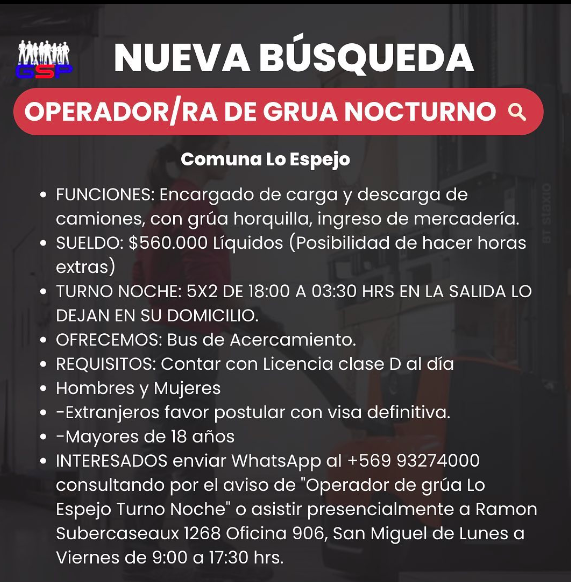 GSP
NUEVA BÚSQUEDA
OPERADOR/RA DE GRUA NOCTURNO
Comuna Lo Espejo
• FUNCIONES: Encargado de carga y descarga de
camiones, con grúa horquilla, ingreso de mercadería.
• SUELDO: $560.000 Líquidos (Posibilidad de hacer horas
extras)
• TURNO NOCHE: 5X2 DE 18:00 A 03:30 HRS EN LA SALIDA LO
DEJAN EN SU DOMICILIO.
• OFRECEMOS: Bus de Acercamiento.
• REQUISITOS: Contar con Licencia clase D al día
• Hombres y Mujeres
• -Extranjeros favor postular con visa definitiva.
• -Mayores de 18 años
• INTERESADOS enviar WhatsApp al +569 93274000
consultando por el aviso de "Operador de grúa Lo
Espejo Turno Noche" o asistir presencialmente a Ramon
Subercaseaux 1268 Oficina 906, San Miguel de Lunes a
Viernes de 9:00 a 17:30 hrs.